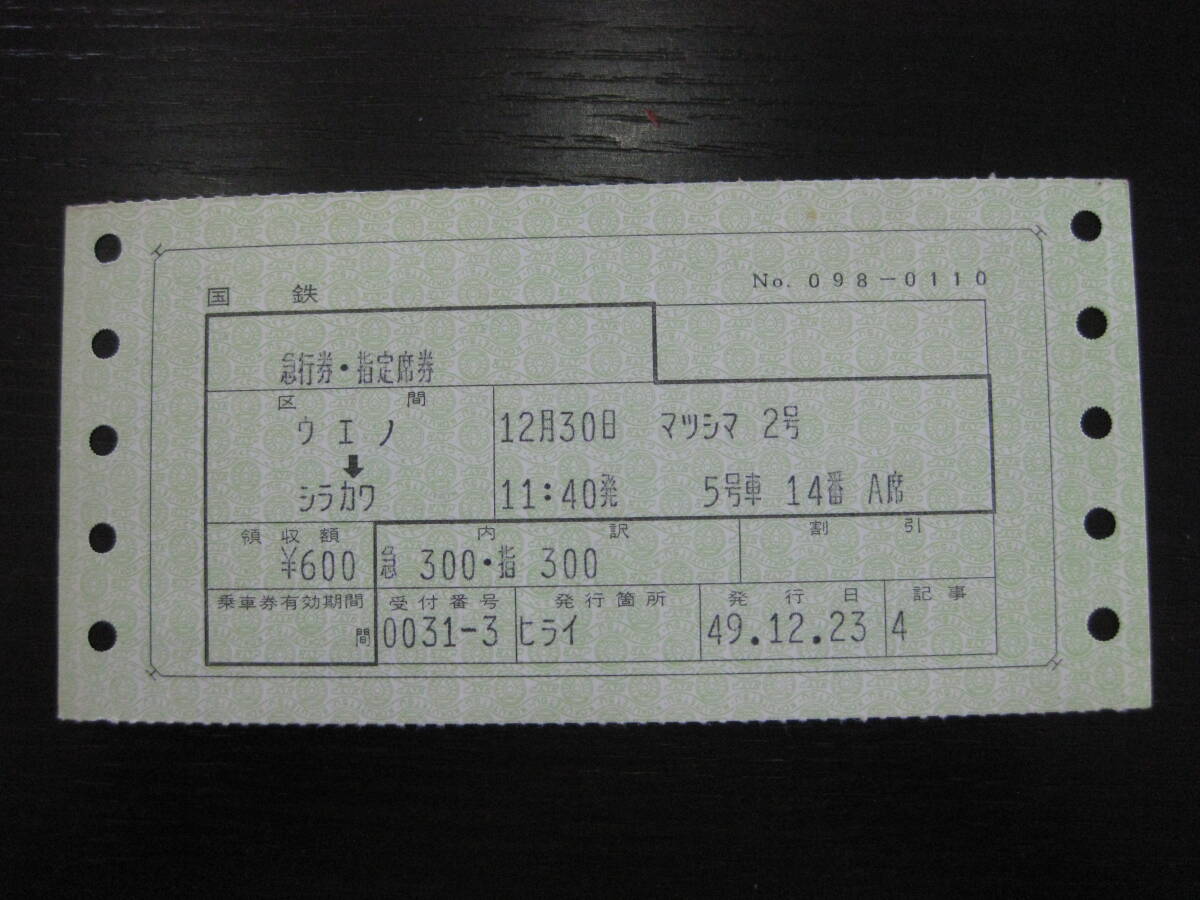 国 鉄
No. 098-0110
急行券・指定席券
区 間
ウエノ
⬇
シラカワ
12月30日 マツシマ 2号
11:40発 5号車 14番 A席
領収額
¥600
内 訳
急 300・指 300
割 引
乗車券有効期間
間
受付番号
0031-3
発行箇所
ヒライ
発行日
49.12.23
記事
4